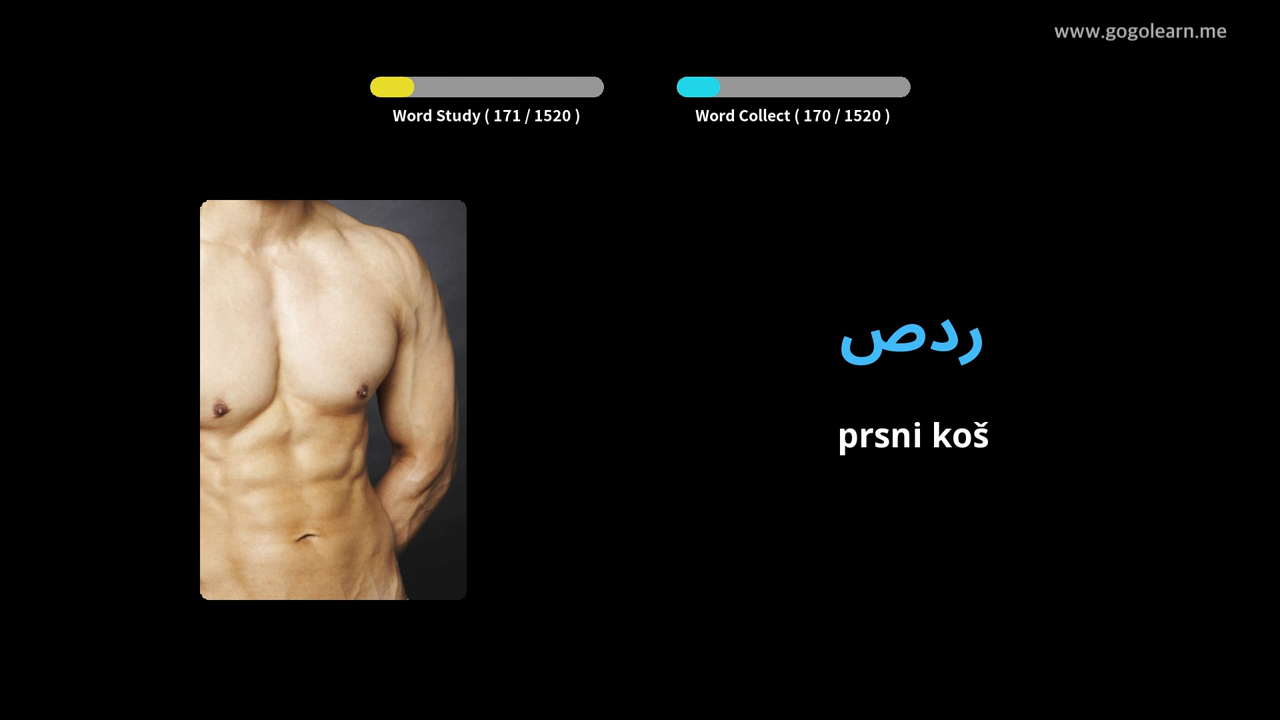 www.gogolearn.me
Word Study ( 171 / 1520 )
Word Collect ( 170 / 1520 )
ردص
prsni koš